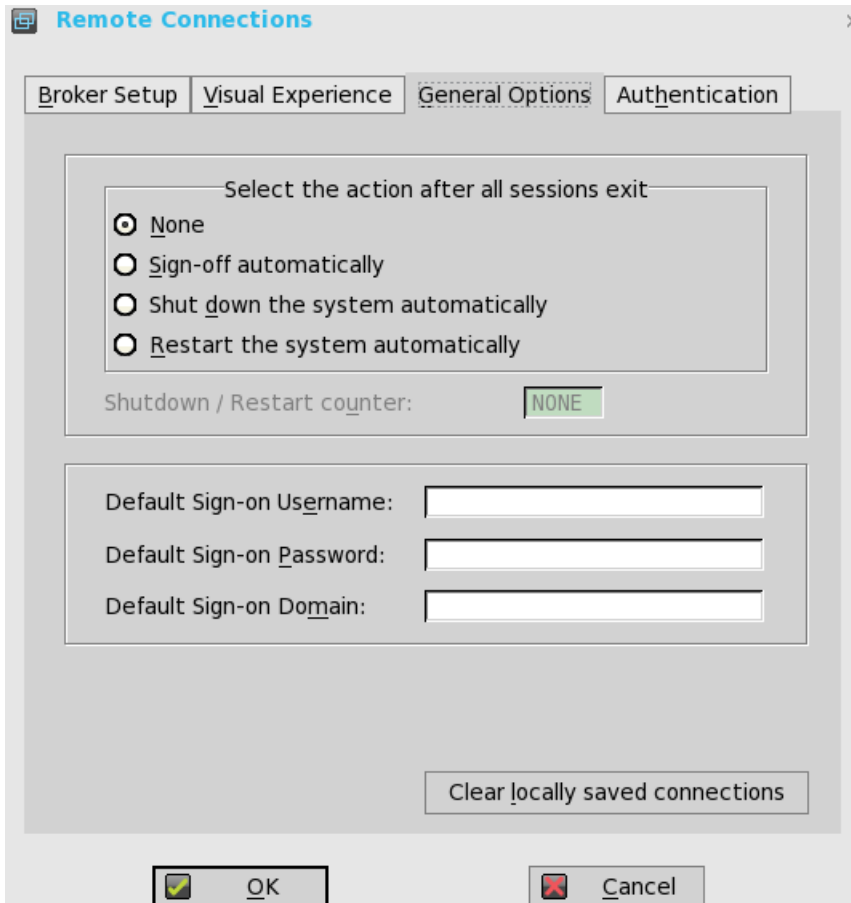 Remote Connections
Broker Setup Visual Experience General Options Authentication
Select the action after all sessions exit
None
Sign-off automatically
Shut down the system automatically
Restart the system automatically
Shutdown / Restart counter: NONE
Default Sign-on Username:
Default Sign-on Password:
Default Sign-on Domain:
Clear locally saved connections
OK Cancel